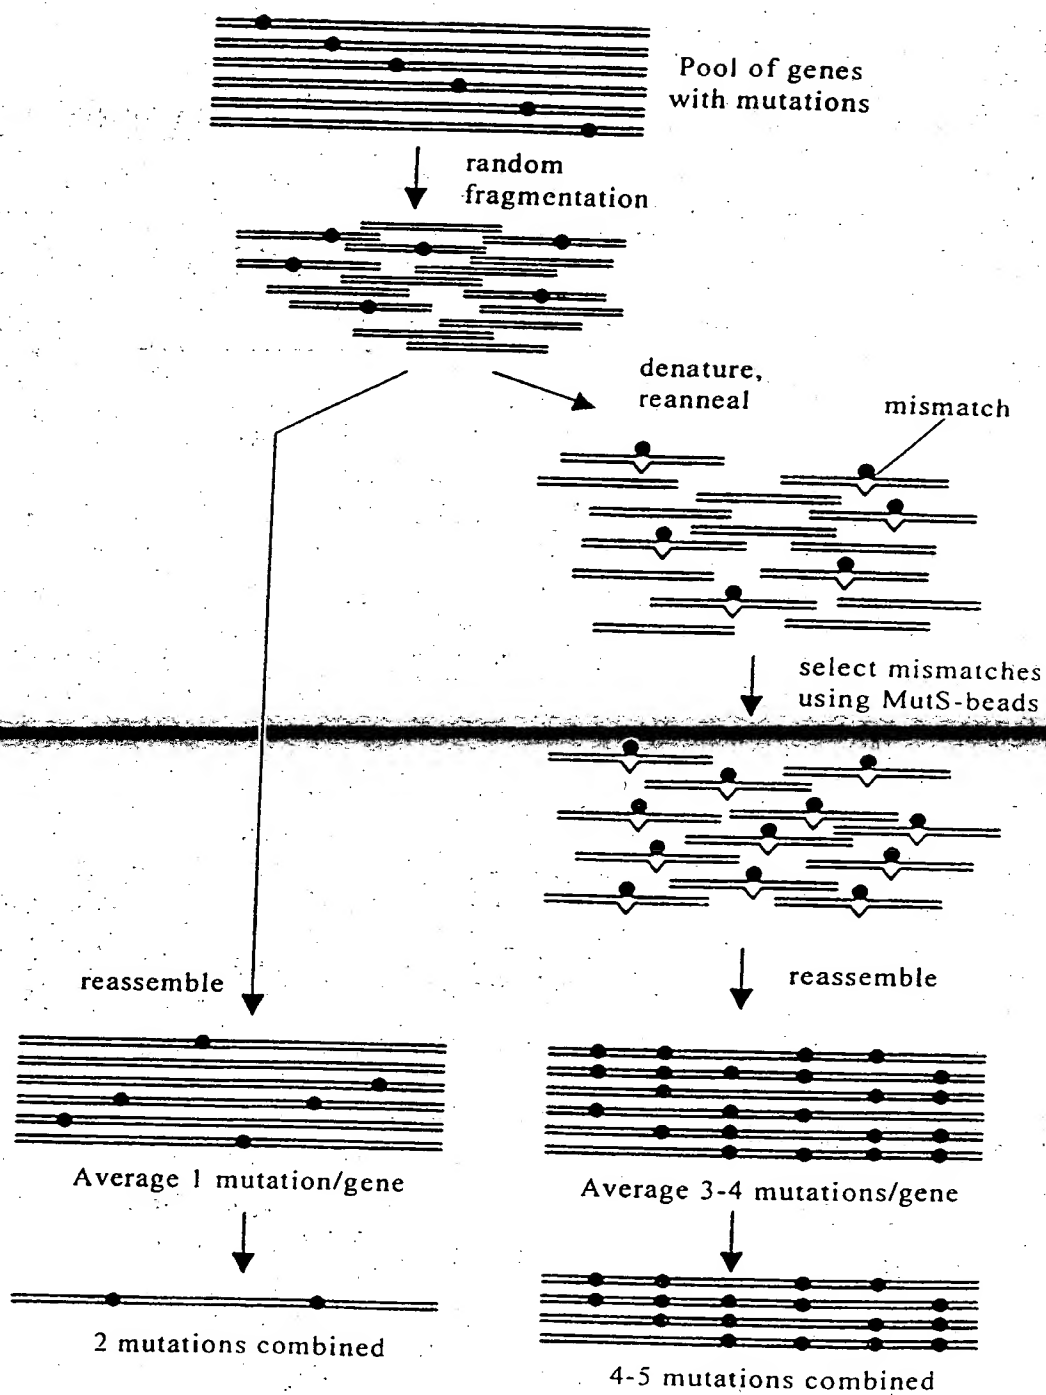 Pool of genes
with mutations
random
fragmentation
denature,
reanneal
mismatch
select mismatches
using MutS-beads
reassemble
reassemble
Average 1 mutation/gene
Average 3-4 mutations/gene
2 mutations combined
4-5 mutations combined